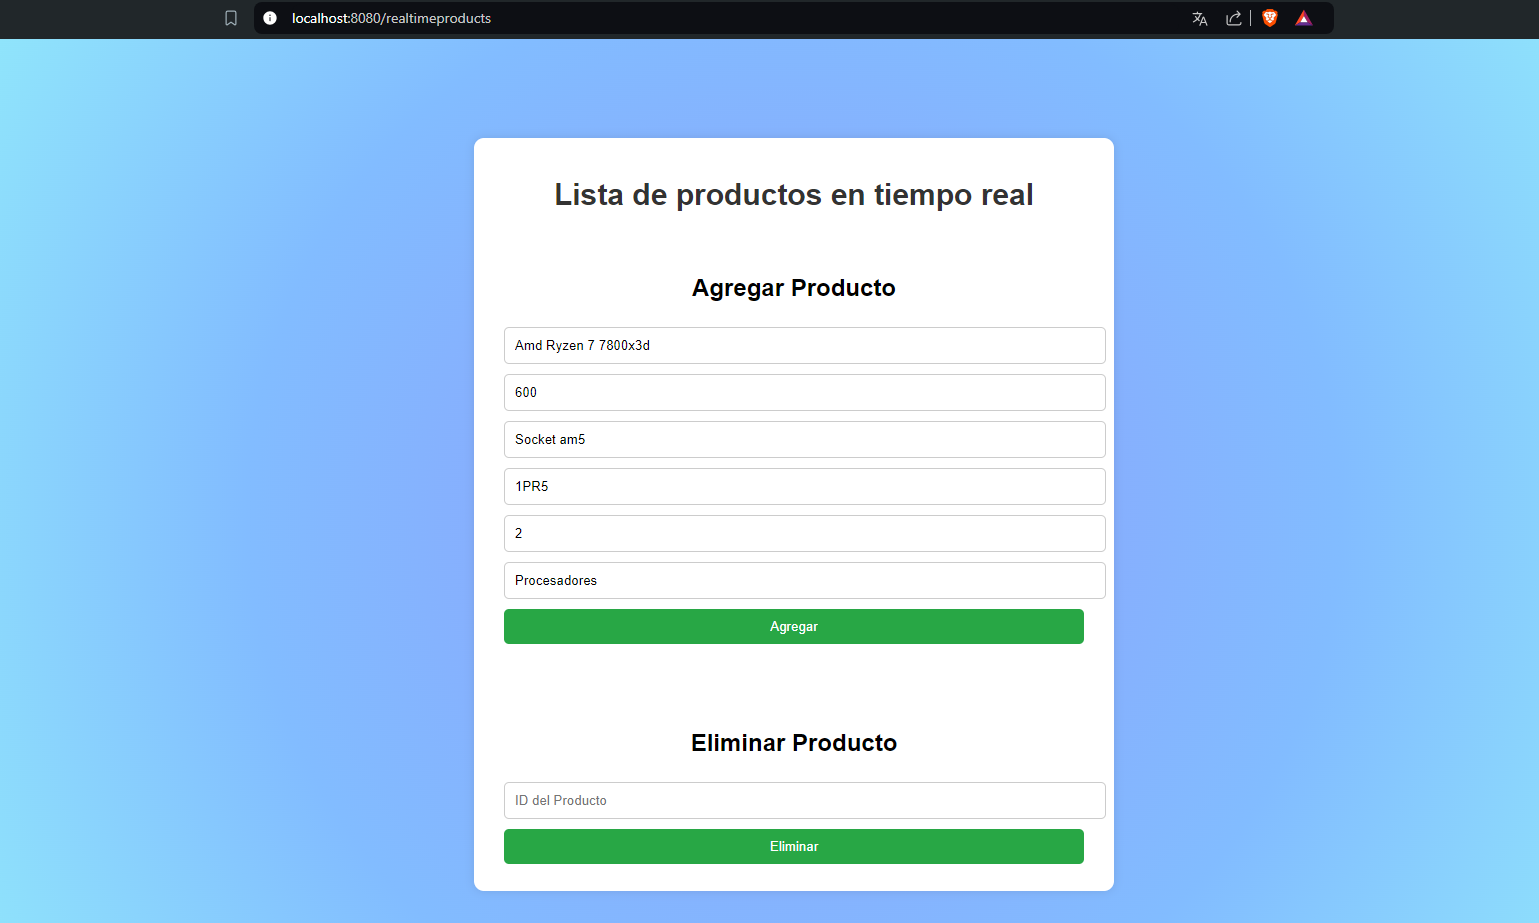 localhost:8080/realtimeproducts
Lista de productos en tiempo real
Agregar Producto
Amd Ryzen 7 7800x3d
600
Socket am5
1PR5
2
Procesadores
Agregar
Eliminar Producto
ID del Producto
Eliminar